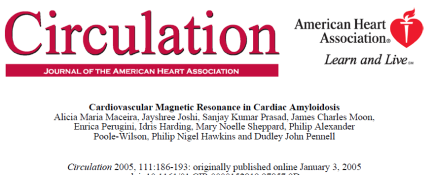 Circulation
JOURNAL OF THE AMERICAN HEART ASSOCIATION
American Heart
Association®
Learn and Live℠
Cardiovascular Magnetic Resonance in Cardiac Amyloidosis
Alicia Maria Maceira, Jayshree Joshi, Sanjay Kumar Prasad, James Charles Moon,
Enrica Perugini, Idris Harding, Mary Noelle Sheppard, Philip Alexander
Poole-Wilson, Philip Nigel Hawkins and Dudley John Pennell
Circulation 2005, 111:186-193: originally published online January 3, 2005